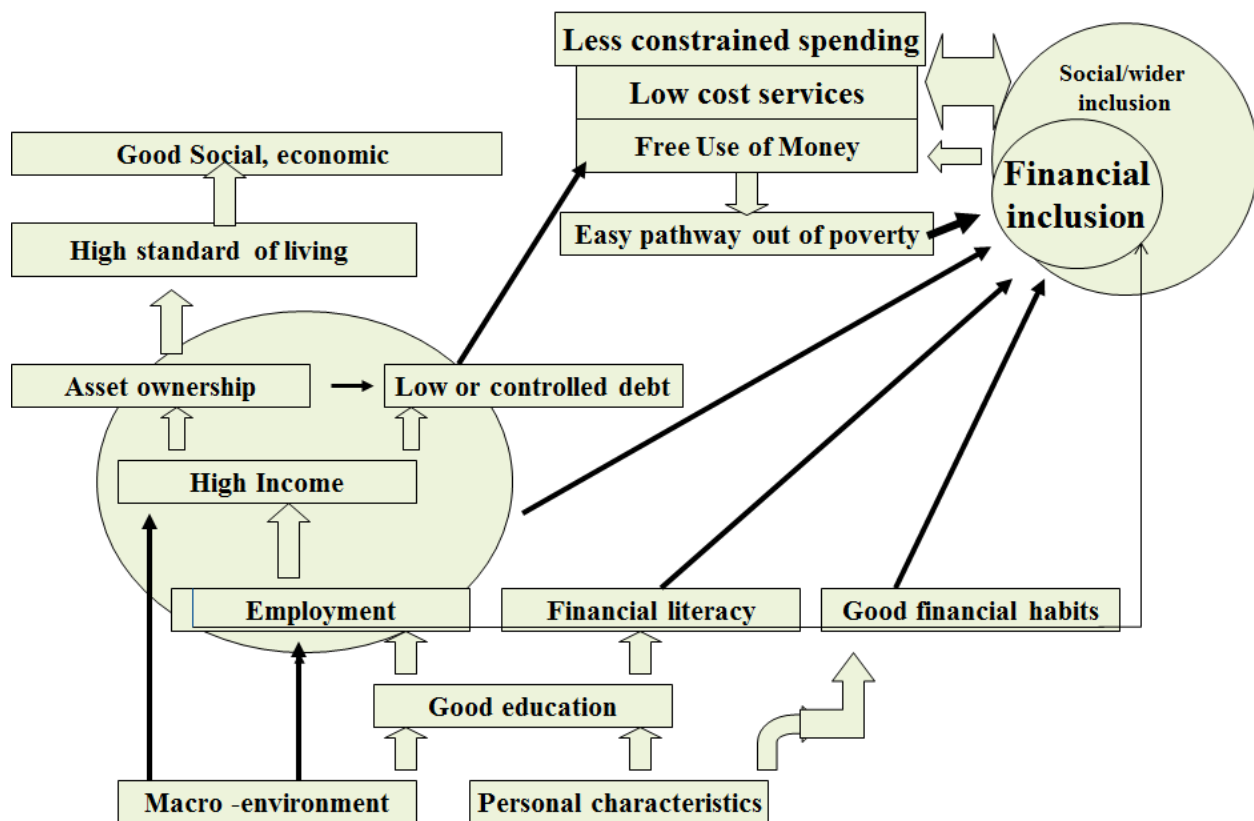 Less constrained spending
Social/wider
inclusion
Low cost services
Good Social, economic
Free Use of Money
Financial
inclusion
High standard of living
Easy pathway out of poverty
Asset ownership
Low or controlled debt
High Income
Employment
Financial literacy
Good financial habits
Good education
Macro -environment
Personal characteristics